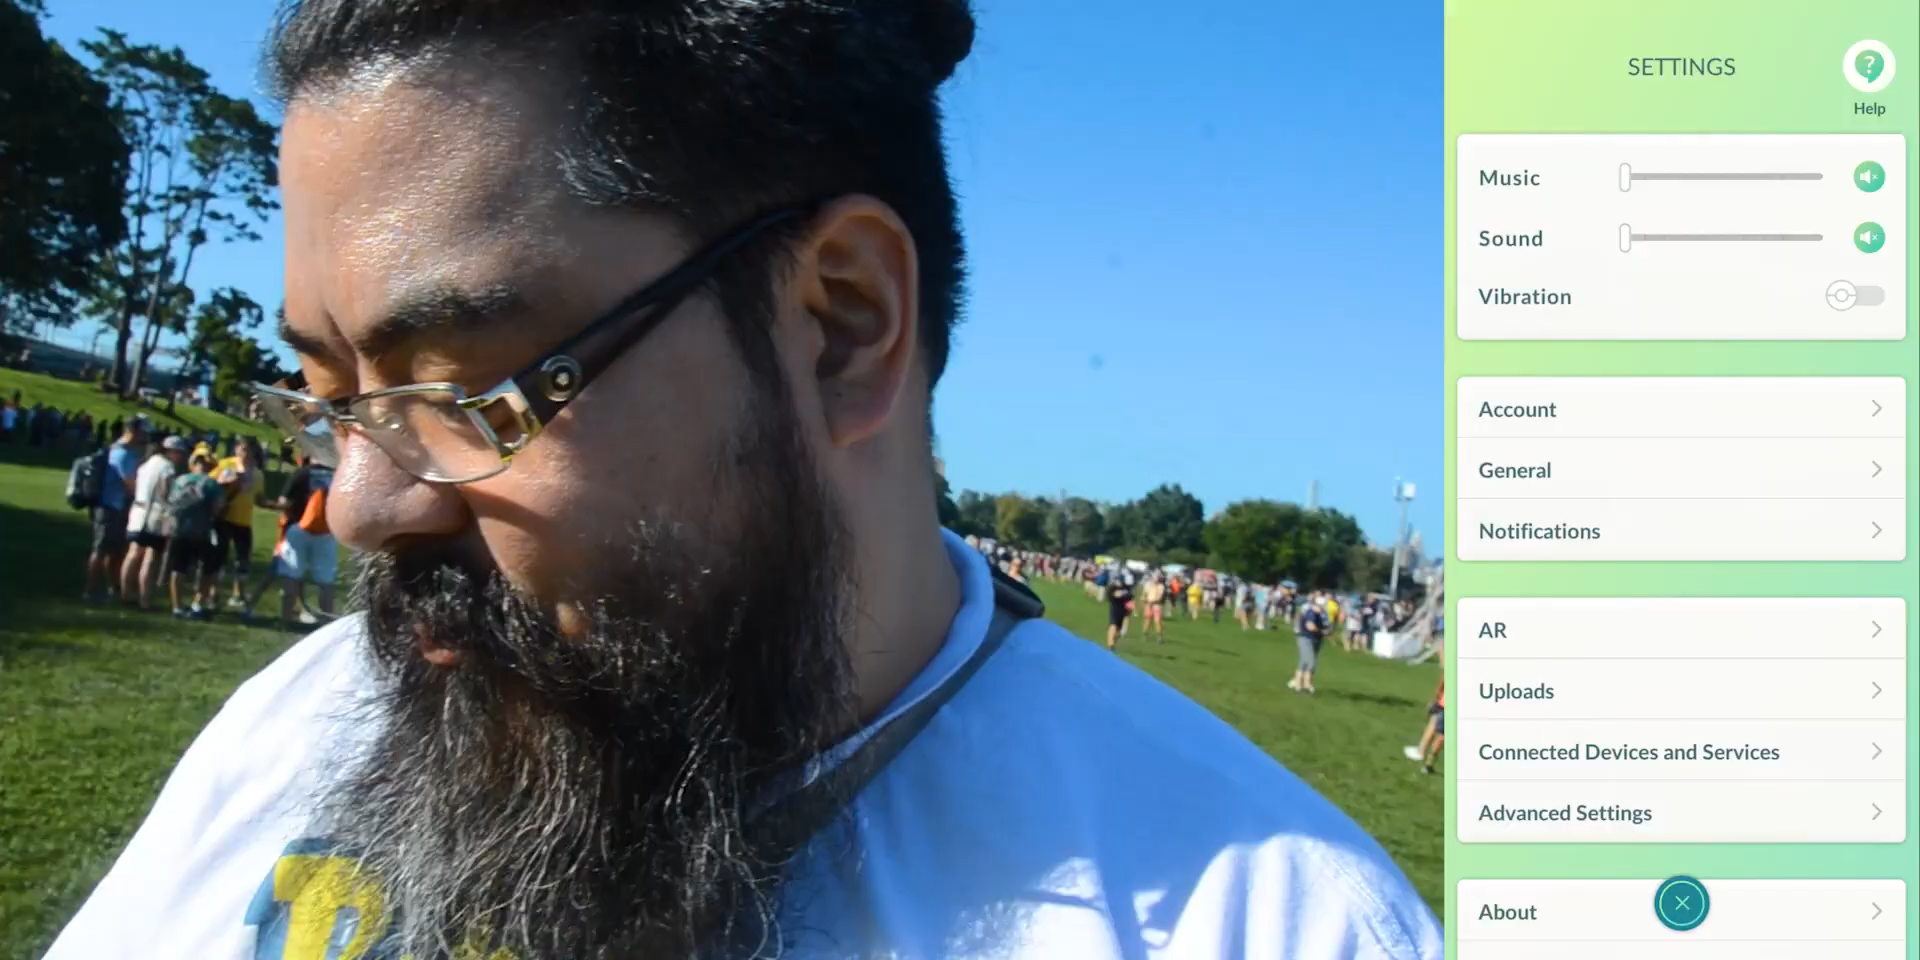 SETTINGS
?
Help
Music
Sound
Vibration
Account
General
Notifications
AR
Uploads
Connected Devices and Services
Advanced Settings
About